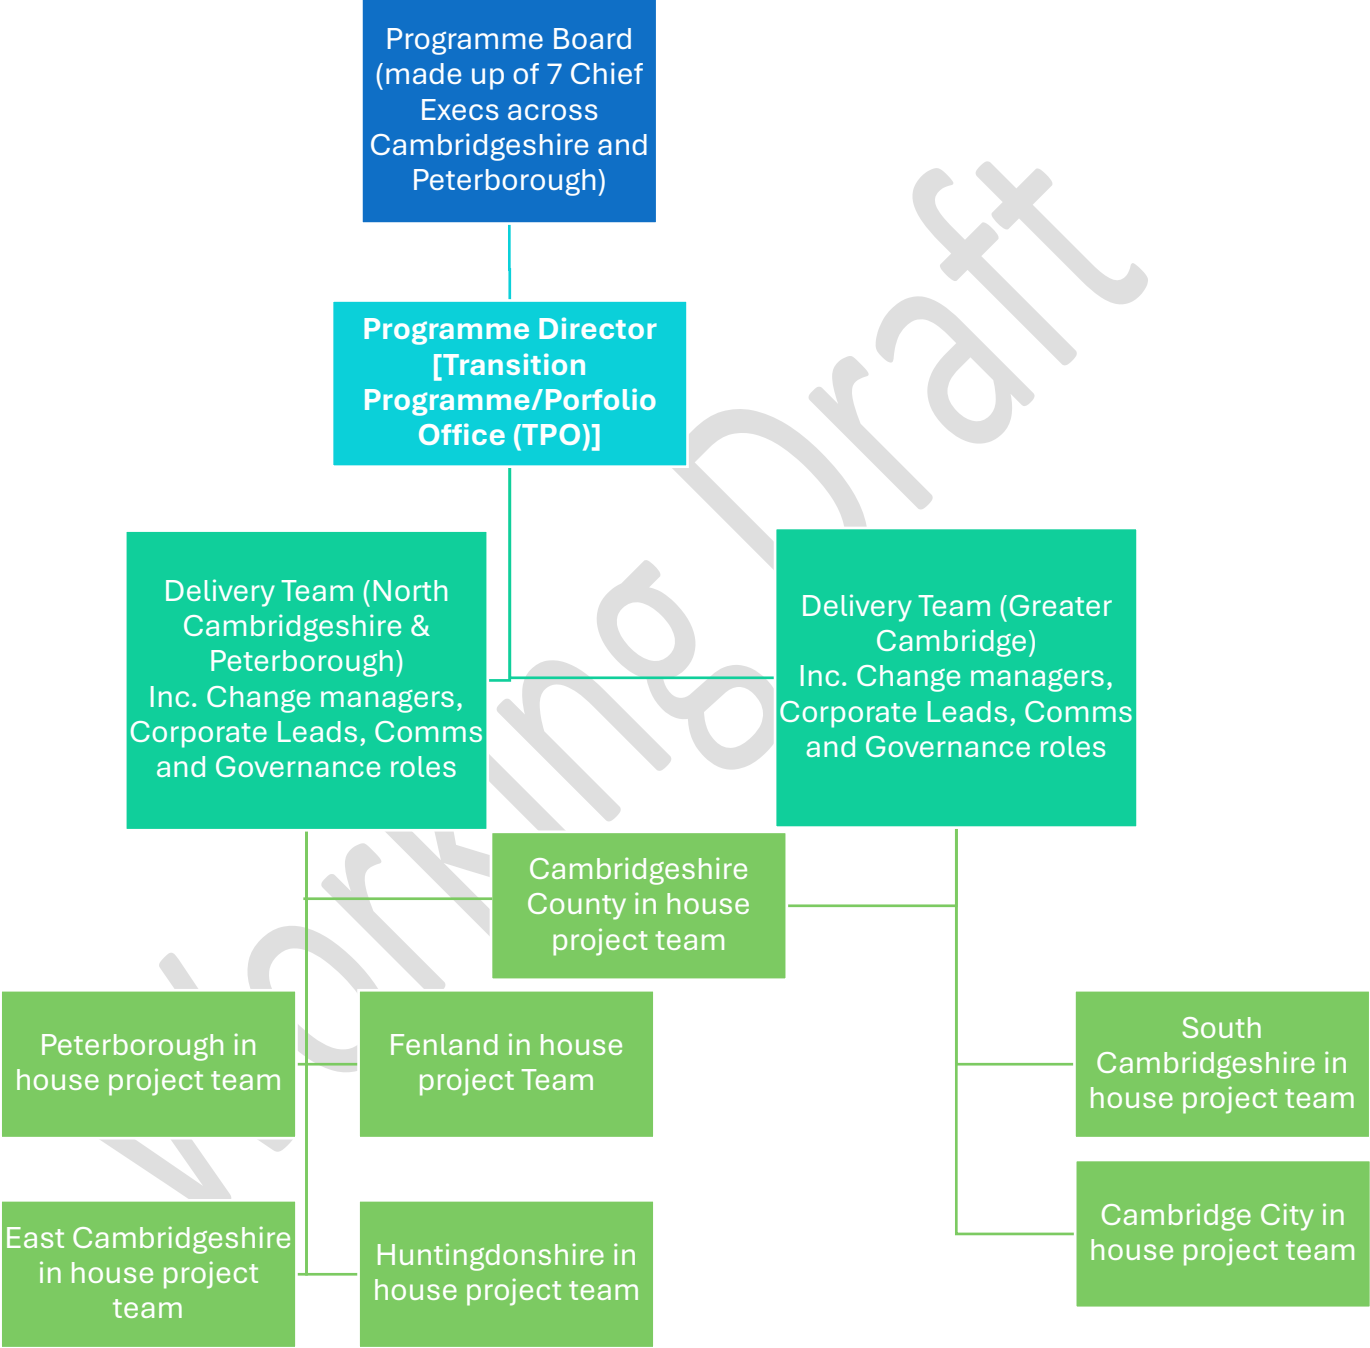 Programme Board
(made up of 7 Chief
Execs across
Cambridgeshire and
Peterborough)
Programme Director
[Transition
Programme/Porfolio
Office (TPO)]
Delivery Team (North
Cambridgeshire &
Peterborough)
Inc. Change managers,
Corporate Leads, Comms
and Governance roles
Delivery Team (Greater
Cambridge)
Inc. Change managers,
Corporate Leads, Comms
and Governance roles
Cambridgeshire
County in house
project team
Peterborough in
house project team
Fenland in house
project Team
South
Cambridgeshire in
house project team
East Cambridgeshire
in house project
team
Huntingdonshire in
house project team
Cambridge City in
house project team
Working Draft